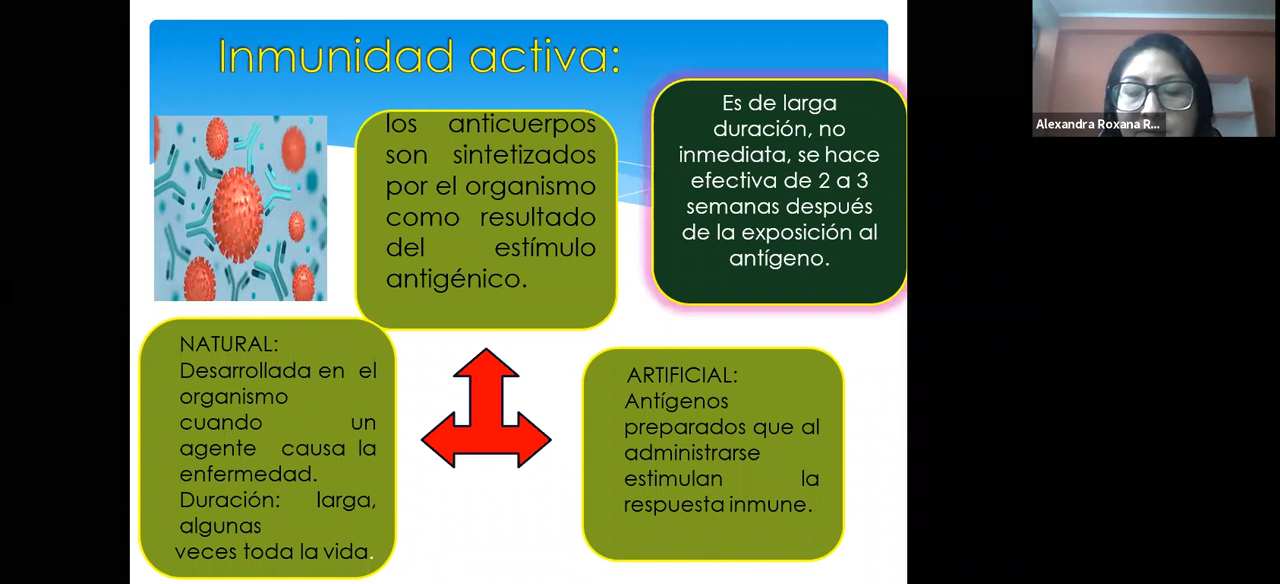 Inmunidad activa:
los anticuerpos
son sintetizados
por el organismo
como resultado
del estímulo
antigénico.
Es de larga
duración, no
inmediata, se hace
efectiva de 2 a 3
semanas después
de la exposición al
antígeno.
NATURAL:
Desarrollada en el
organismo
cuando un
agente causa la
enfermedad.
Duración: larga,
algunas
veces toda la vida.
ARTIFICIAL:
Antígenos
preparados que al
administrarse
estimulan la
respuesta inmune.
Alexandra Roxana R...